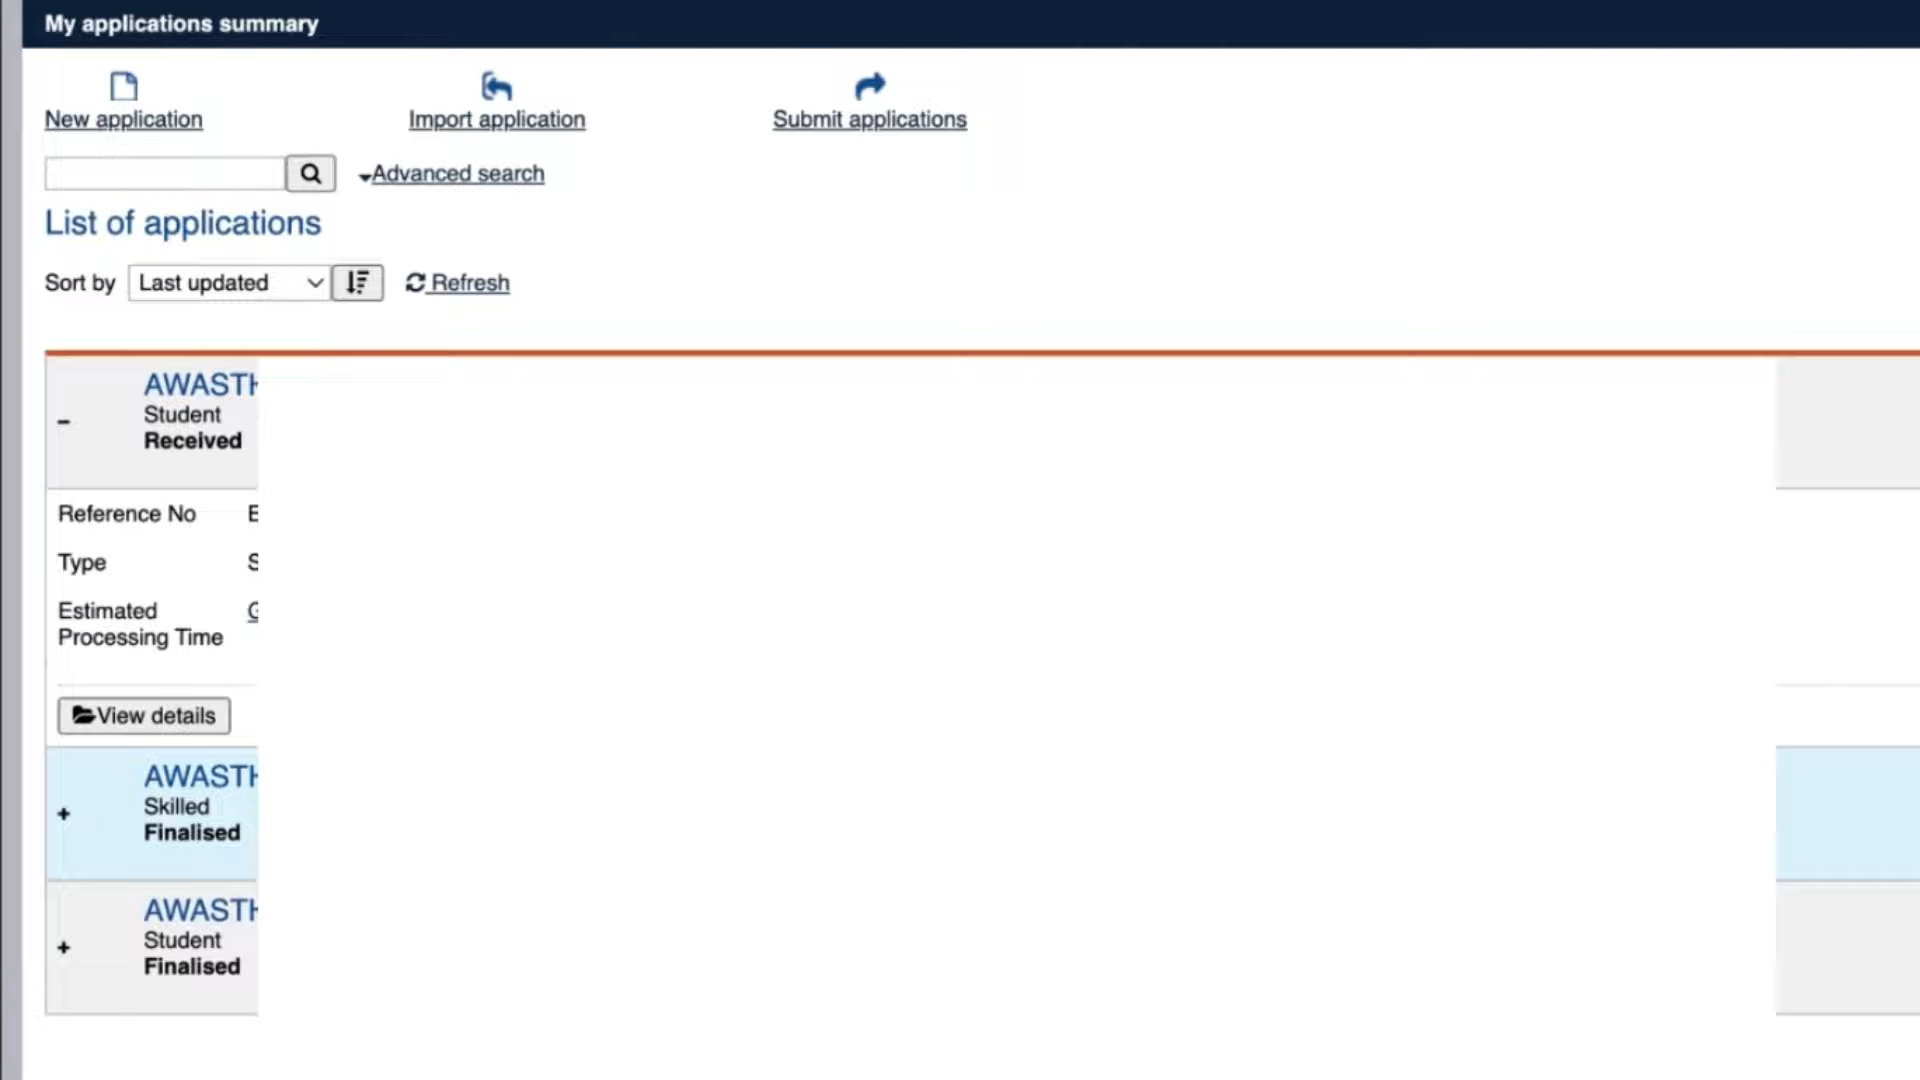 My applications summary
New application Import application Submit applications
Advanced search
List of applications
Sort by Last updated Refresh
AWASTH
Student
Received
Reference No E
Type S
Estimated
Processing Time
View details
AWASTH
Skilled
Finalised
AWASTH
Student
Finalised